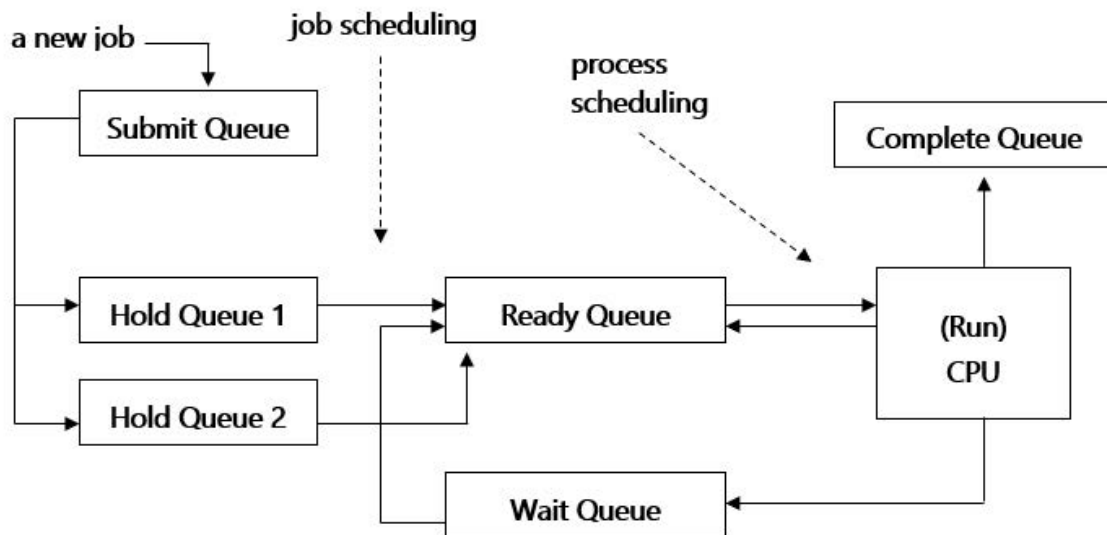 a new job
job scheduling
process
scheduling
Submit Queue
Complete Queue
Hold Queue 1
Ready Queue
(Run)
CPU
Hold Queue 2
Wait Queue